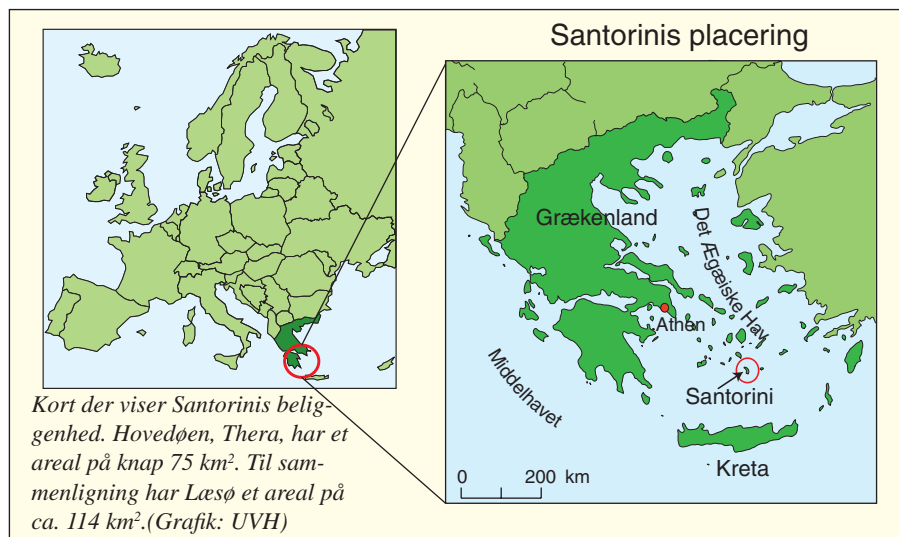 Santorinis placering
Kort der viser Santorinis belig-
genhed. Hovedøen, Thera, har et
areal på knap 75 km². Til sam-
menligning har Læsø et areal på
ca. 114 km².(Grafik: UVH)
Grækenland
Det Ægæiske Hav
Athen
Middelhavet
Santorini
Kreta
0 200 km